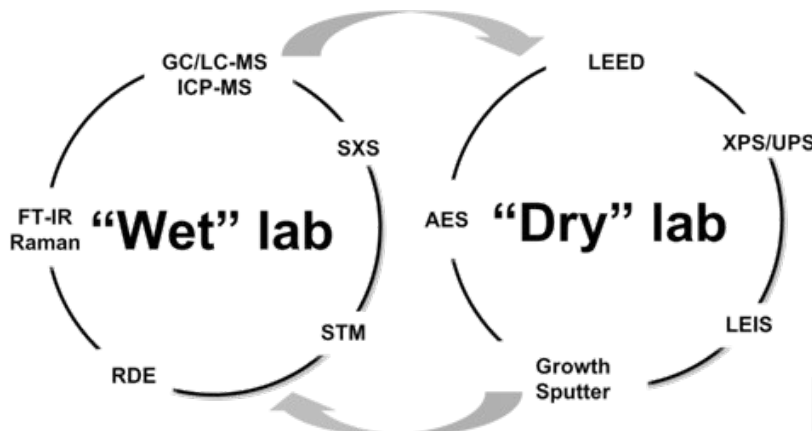 GC/LC-MS
ICP-MS
SXS
FT-IR
Raman
“Wet” lab
STM
RDE
LEED
XPS/UPS
AES
“Dry” lab
LEIS
Growth
Sputter